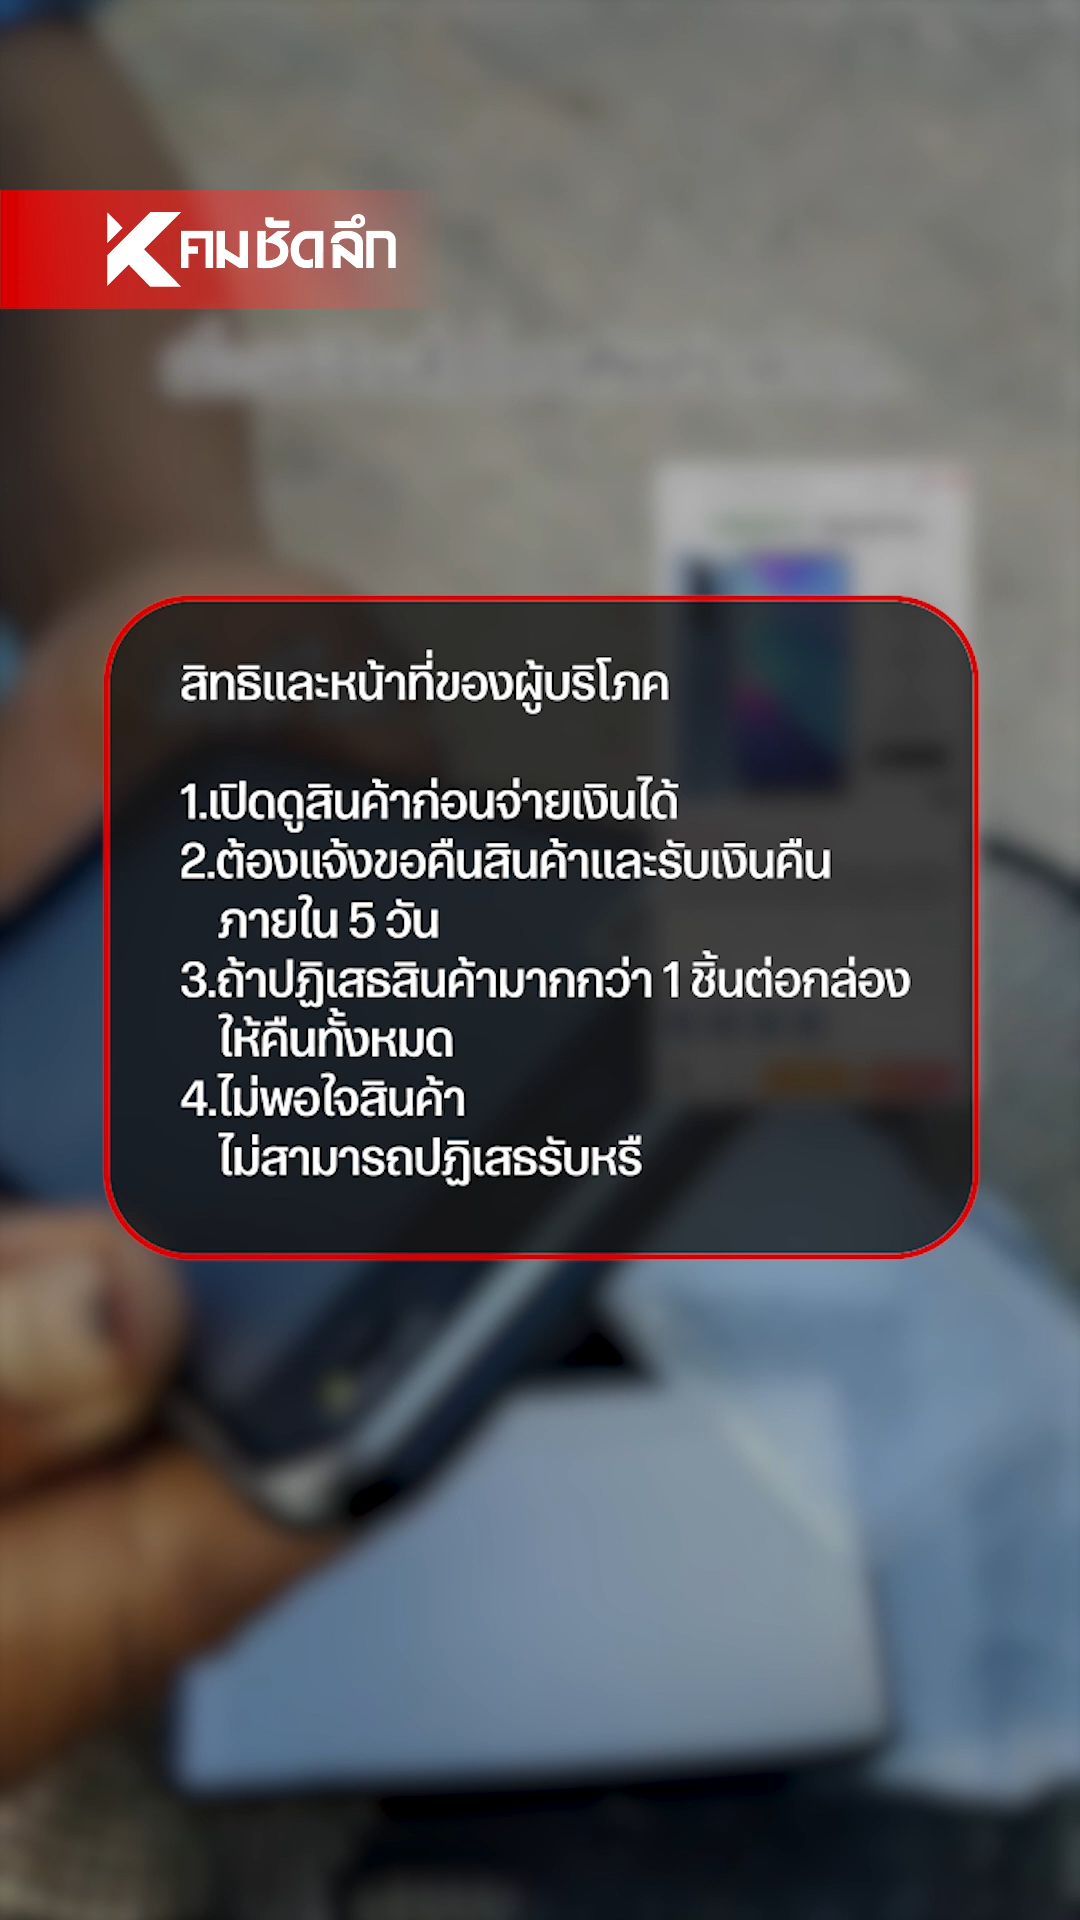 คมชัดลึก
สิทธิและหน้าที่ของผู้บริโภค
1.เปิดดูสินค้าก่อนจ่ายเงินได้
2.ต้องแจ้งขอคืนสินค้าและรับเงินคืน
ภายใน 5 วัน
3.ถ้าปฏิเสธสินค้ามากกว่า 1 ชิ้นต่อกล่อง
ให้คืนทั้งหมด
4.ไม่พอใจสินค้า
ไม่สามารถปฏิเสธรับหรื